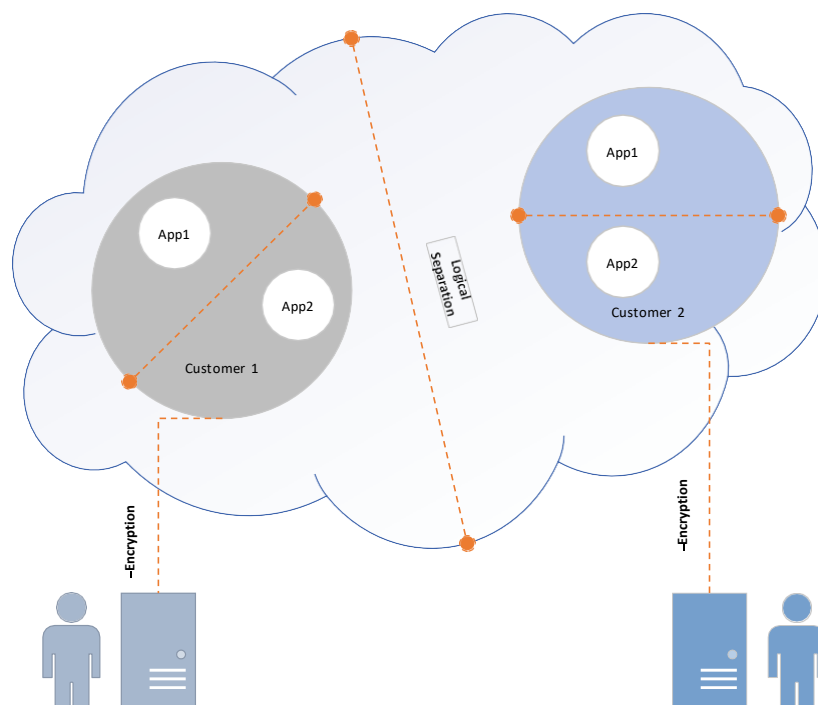 App1
App2
Customer 1
Logical
Separation
App1
App2
Customer 2
–Encryption
–Encryption